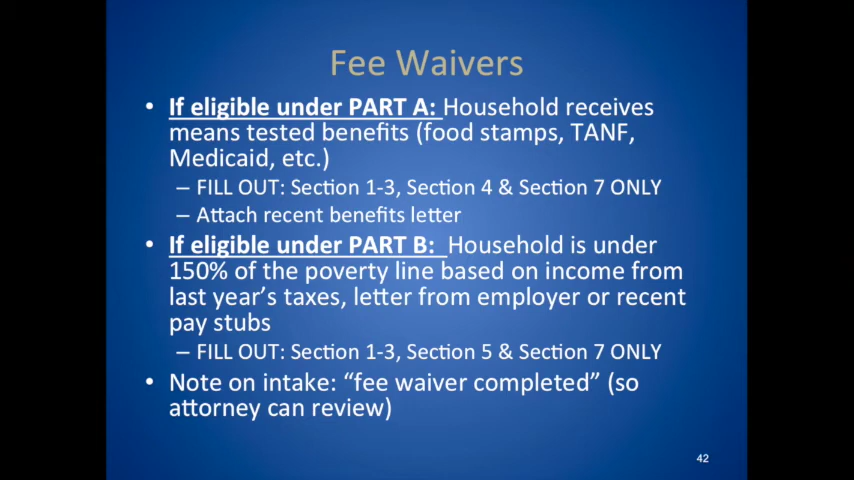 Fee Waivers
• If eligible under PART A: Household receives
means tested benefits (food stamps, TANF,
Medicaid, etc.)
– FILL OUT: Section 1-3, Section 4 & Section 7 ONLY
– Attach recent benefits letter
• If eligible under PART B: Household is under
150% of the poverty line based on income from
last year’s taxes, letter from employer or recent
pay stubs
– FILL OUT: Section 1-3, Section 5 & Section 7 ONLY
• Note on intake: “fee waiver completed” (so
attorney can review)
42